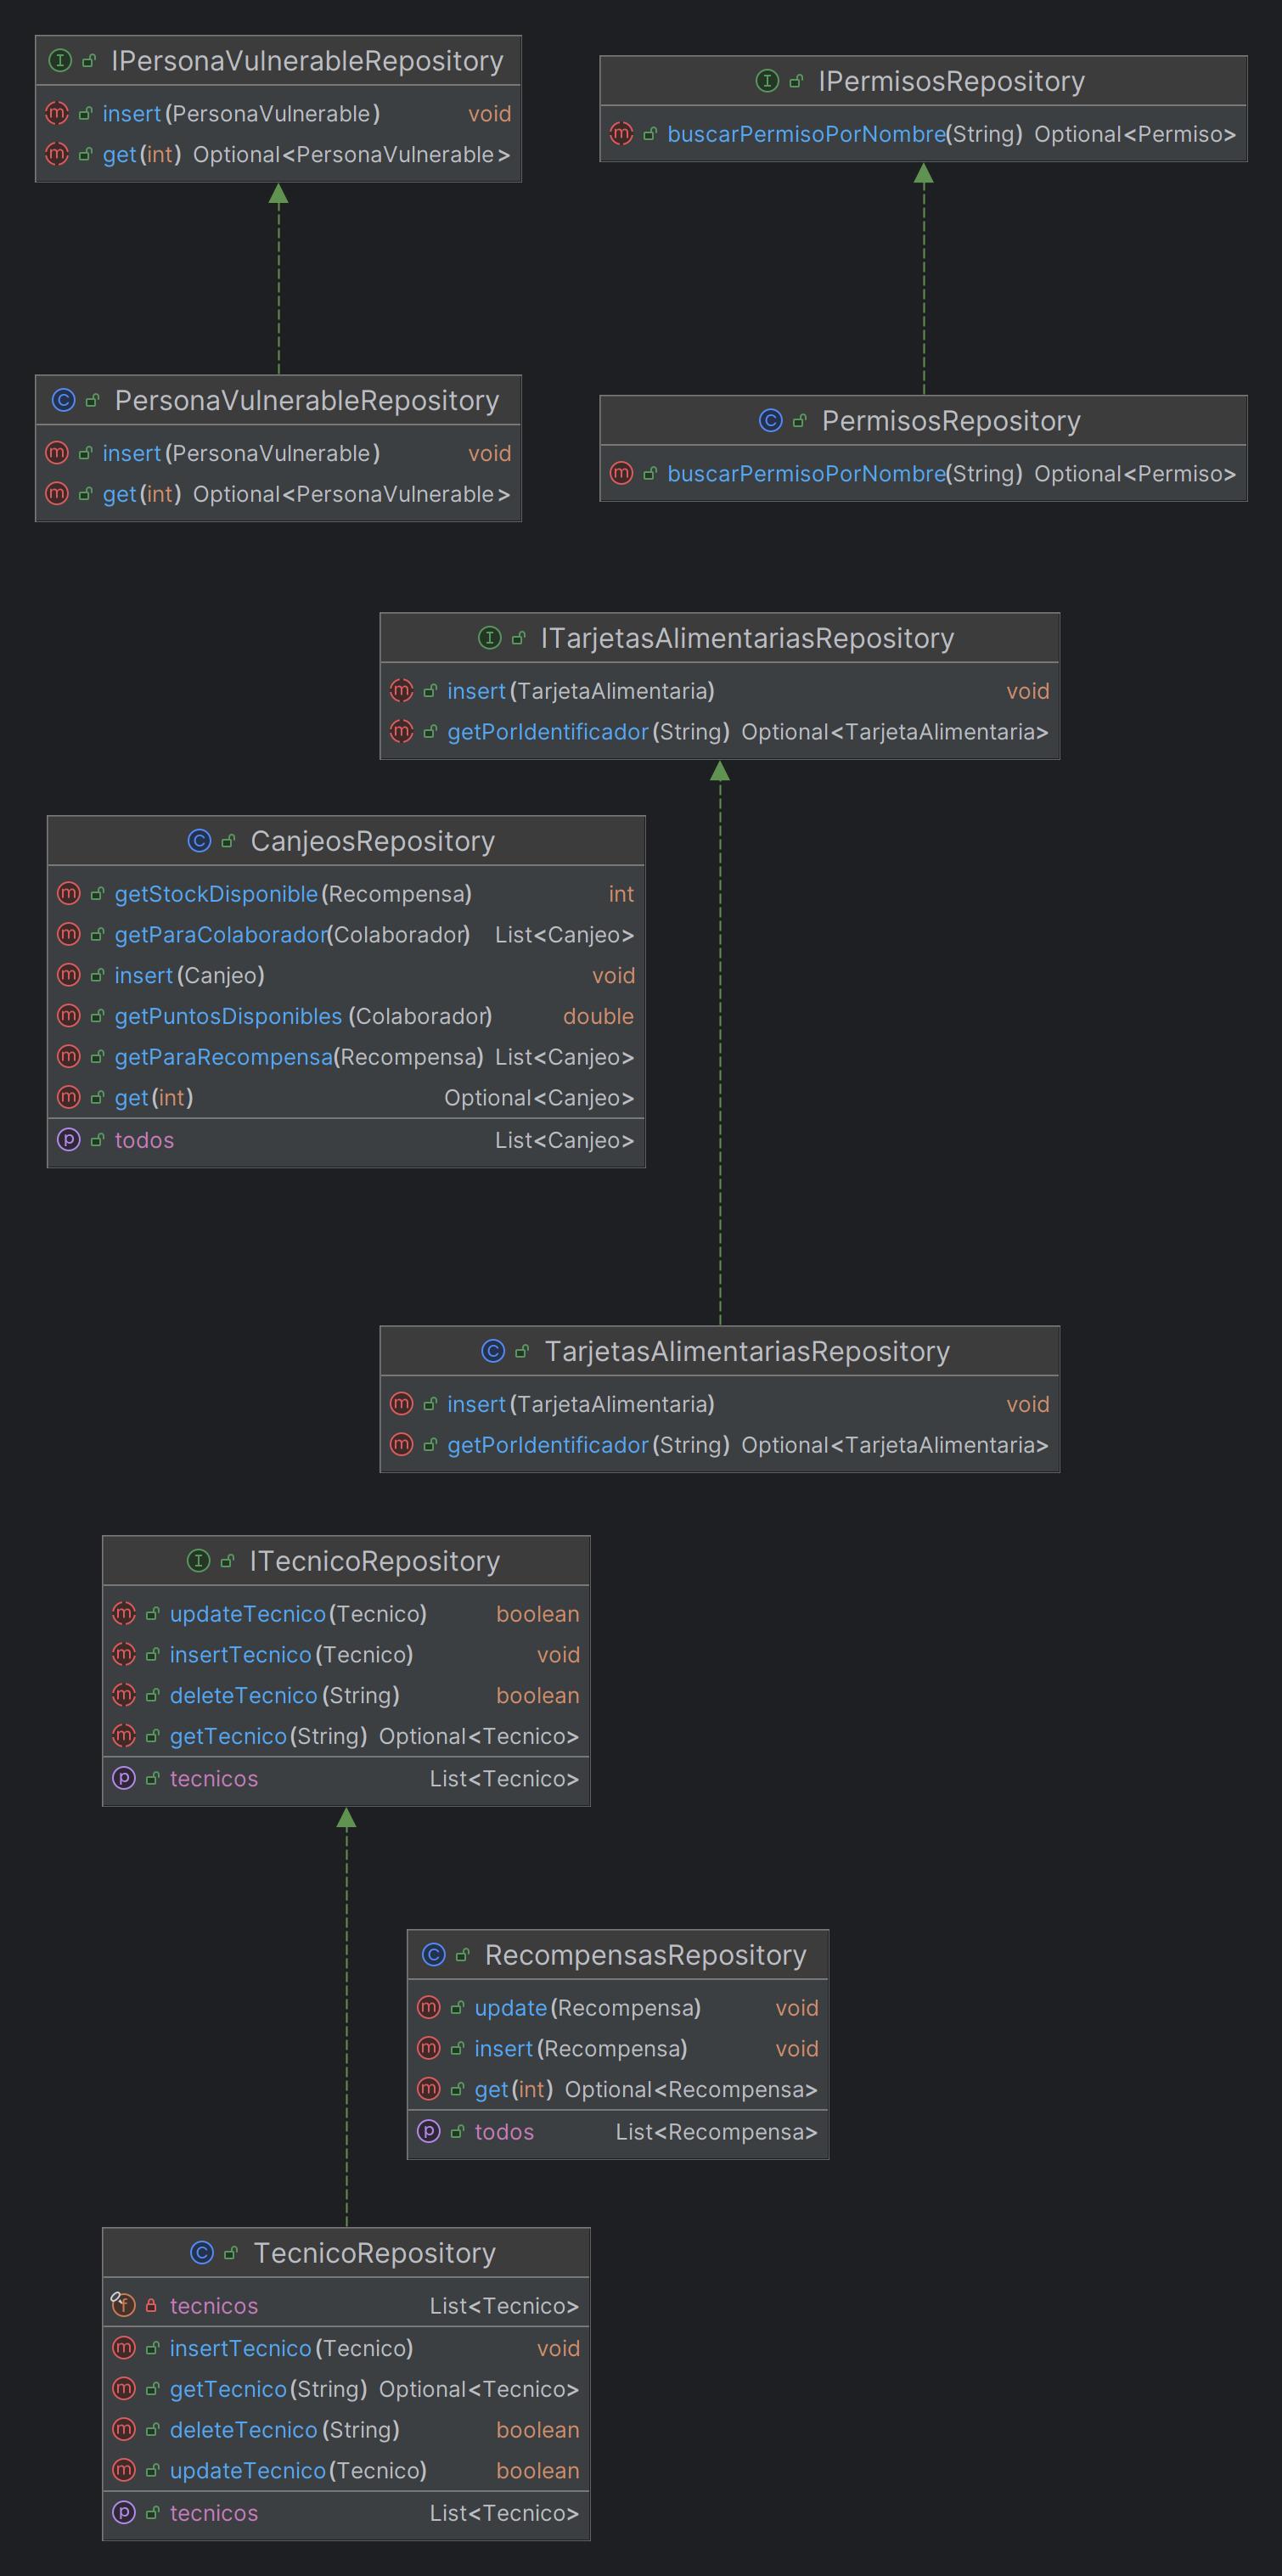 IPersonaVulnerableRepository
insert(PersonaVulnerable) void
get(int) Optional<PersonaVulnerable>
IPermisosRepository
buscarPermisoPorNombre(String) Optional<Permiso>
PersonaVulnerableRepository
insert(PersonaVulnerable) void
get(int) Optional<PersonaVulnerable>
PermisosRepository
buscarPermisoPorNombre(String) Optional<Permiso>
ITarjetasAlimentariasRepository
insert(TarjetaAlimentaria) void
getPorIdentificador(String) Optional<TarjetaAlimentaria>
CanjeosRepository
getStockDisponible(Recompensa) int
getParaColaborador(Colaborador) List<Canjeo>
insert(Canjeo) void
getPuntosDisponibles(Colaborador) double
getParaRecompensa(Recompensa) List<Canjeo>
get(int) Optional<Canjeo>
todos List<Canjeo>
TarjetasAlimentariasRepository
insert(TarjetaAlimentaria) void
getPorIdentificador(String) Optional<TarjetaAlimentaria>
ITecnicoRepository
updateTecnico(Tecnico) boolean
insertTecnico(Tecnico) void
deleteTecnico(String) boolean
getTecnico(String) Optional<Tecnico>
tecnicos List<Tecnico>
RecompensasRepository
update(Recompensa) void
insert(Recompensa) void
get(int) Optional<Recompensa>
todos List<Recompensa>
TecnicoRepository
tecnicos List<Tecnico>
insertTecnico(Tecnico) void
getTecnico(String) Optional<Tecnico>
deleteTecnico(String) boolean
updateTecnico(Tecnico) boolean
tecnicos List<Tecnico>